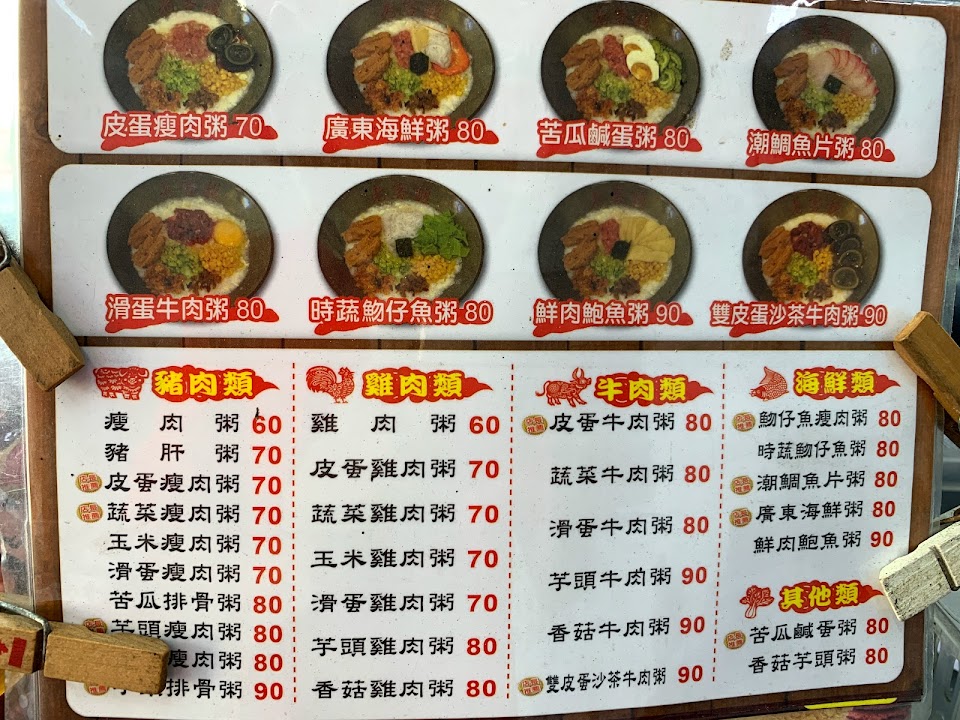 皮蛋瘦肉粥 70
廣東海鮮粥 80
苦瓜鹹蛋粥 80
潮鯛魚片粥 80
滑蛋牛肉粥 80
時蔬魩仔魚粥 80
鮮肉鮑魚粥 90
雙皮蛋沙茶牛肉粥 90
豬肉類
瘦肉粥 60
豬肝粥 70
皮蛋瘦肉粥 70
蔬菜瘦肉粥 70
玉米瘦肉粥 70
滑蛋瘦肉粥 70
苦瓜排骨粥 80
芋頭瘦肉粥 80
瘦肉粥 80
排骨粥 90
雞肉類
雞肉粥 60
皮蛋雞肉粥 70
蔬菜雞肉粥 70
玉米雞肉粥 70
滑蛋雞肉粥 70
芋頭雞肉粥 80
香菇雞肉粥 80
牛肉類
皮蛋牛肉粥 80
蔬菜牛肉粥 80
滑蛋牛肉粥 80
芋頭牛肉粥 90
香菇牛肉粥 90
雙皮蛋沙茶牛肉粥 90
海鮮類
魩仔魚瘦肉粥 80
時蔬魩仔魚粥 80
潮鯛魚片粥 80
廣東海鮮粥 80
鮮肉鮑魚粥 90
其他類
苦瓜鹹蛋粥 80
香菇芋頭粥 80